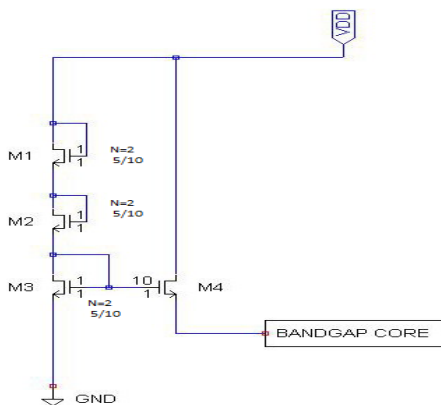 VDD
M1
1
1
N=2
5/10
M2
1
1
N=2
5/10
M3
1
1
N=2
5/10
10
1
M4
BANDGAP CORE
GND